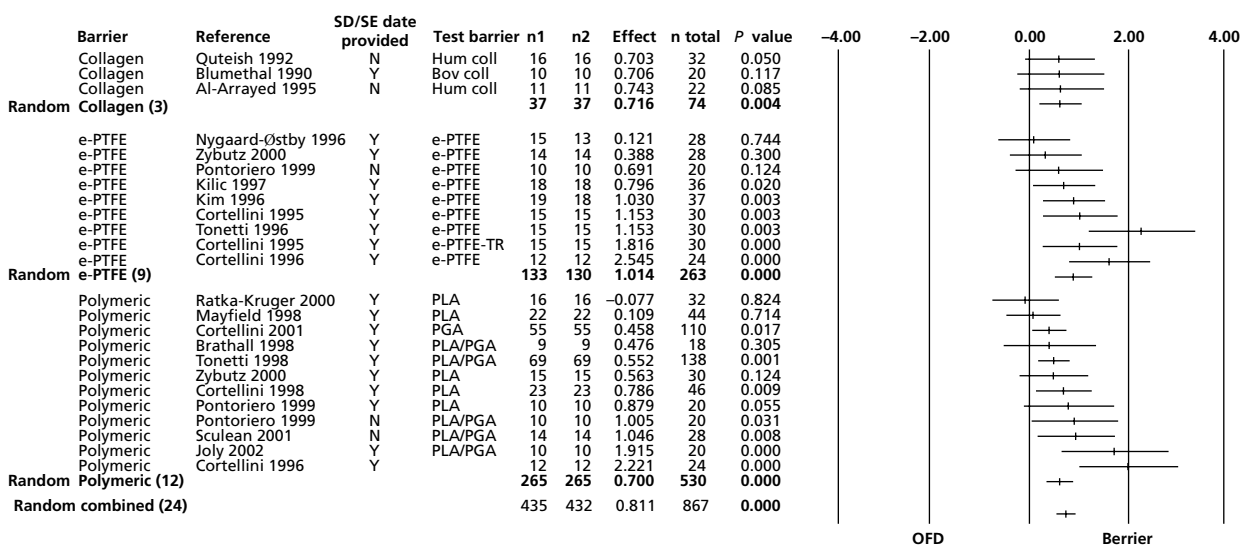 SD/SE date
Barrier Reference provided Test barrier n1 n2 Effect n total P value −4.00 −2.00 0.00 2.00 4.00
Collagen Quteish 1992 N Hum coll 16 16 0.703 32 0.050
Collagen Blumethal 1990 Y Bov coll 10 10 0.706 20 0.117
Collagen Al-Arrayed 1995 N Hum coll 11 11 0.743 22 0.085
Random Collagen (3) 37 37 0.716 74 0.004
e-PTFE Nygaard-Østby 1996 Y e-PTFE 15 13 0.121 28 0.744
e-PTFE Zybutz 2000 Y e-PTFE 14 14 0.388 28 0.300
e-PTFE Pontoriero 1999 N e-PTFE 10 10 0.691 20 0.124
e-PTFE Kilic 1997 Y e-PTFE 18 18 0.796 36 0.020
e-PTFE Kim 1996 Y e-PTFE 19 18 1.030 37 0.003
e-PTFE Cortellini 1995 Y e-PTFE 15 15 1.153 30 0.003
e-PTFE Tonetti 1996 Y e-PTFE 15 15 1.153 30 0.003
e-PTFE Cortellini 1995 Y e-PTFE-TR 15 15 1.816 30 0.000
e-PTFE Cortellini 1996 Y e-PTFE 12 12 2.545 24 0.000
Random e-PTFE (9) 133 130 1.014 263 0.000
Polymeric Ratka-Kruger 2000 Y PLA 16 16 −0.077 32 0.824
Polymeric Mayfield 1998 Y PLA 22 22 0.109 44 0.714
Polymeric Cortellini 2001 Y PGA 55 55 0.458 110 0.017
Polymeric Brathall 1998 Y PLA/PGA 9 9 0.476 18 0.305
Polymeric Tonetti 1998 Y PLA/PGA 69 69 0.552 138 0.001
Polymeric Zybutz 2000 Y PLA 15 15 0.563 30 0.124
Polymeric Cortellini 1998 Y PLA 23 23 0.786 46 0.009
Polymeric Pontoriero 1999 Y PLA 10 10 0.879 20 0.055
Polymeric Pontoriero 1999 N PLA/PGA 10 10 1.005 20 0.031
Polymeric Sculean 2001 N PLA/PGA 14 14 1.046 28 0.008
Polymeric Joly 2002 Y PLA/PGA 10 10 1.915 20 0.000
Polymeric Cortellini 1996 Y 12 12 2.221 24 0.000
Random Polymeric (12) 265 265 0.700 530 0.000
Random combined (24) 435 432 0.811 867 0.000
OFD Berrier